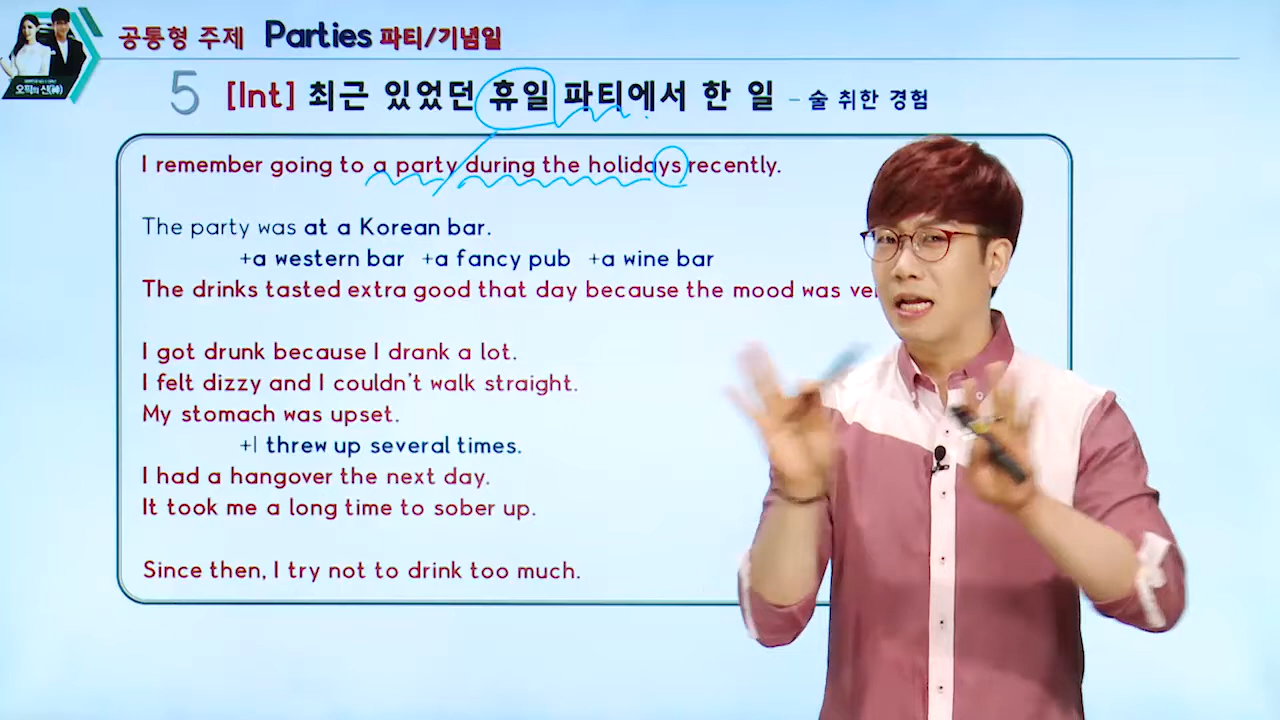 오픽의 신(神)
공통형 주제 Parties 파티/기념일
5 [Int] 최근 있었던 휴일 파티에서 한 일 - 술 취한 경험
I remember going to a party during the holidays recently.
The party was at a Korean bar.
+a western bar +a fancy pub +a wine bar
The drinks tasted extra good that day because the mood was
I got drunk because I drank a lot.
I felt dizzy and I couldn't walk straight.
My stomach was upset.
+I threw up several times.
I had a hangover the next day.
It took me a long time to sober up.
Since then, I try not to drink too much.